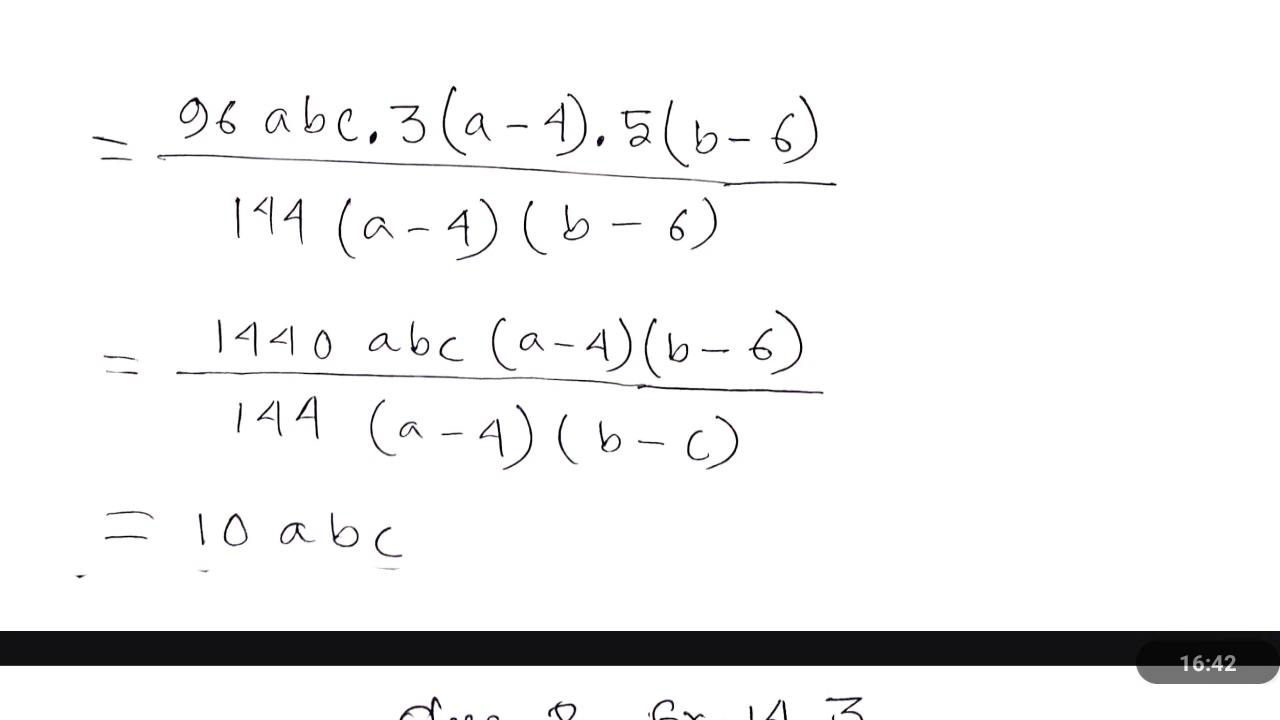 = 96 abc. 3(a-4). 5(b-6)
144 (a-4) (b-6)
= 1440 abc (a-4)(b-6)
144 (a-4) (b-c)
= 10 abc
16:42